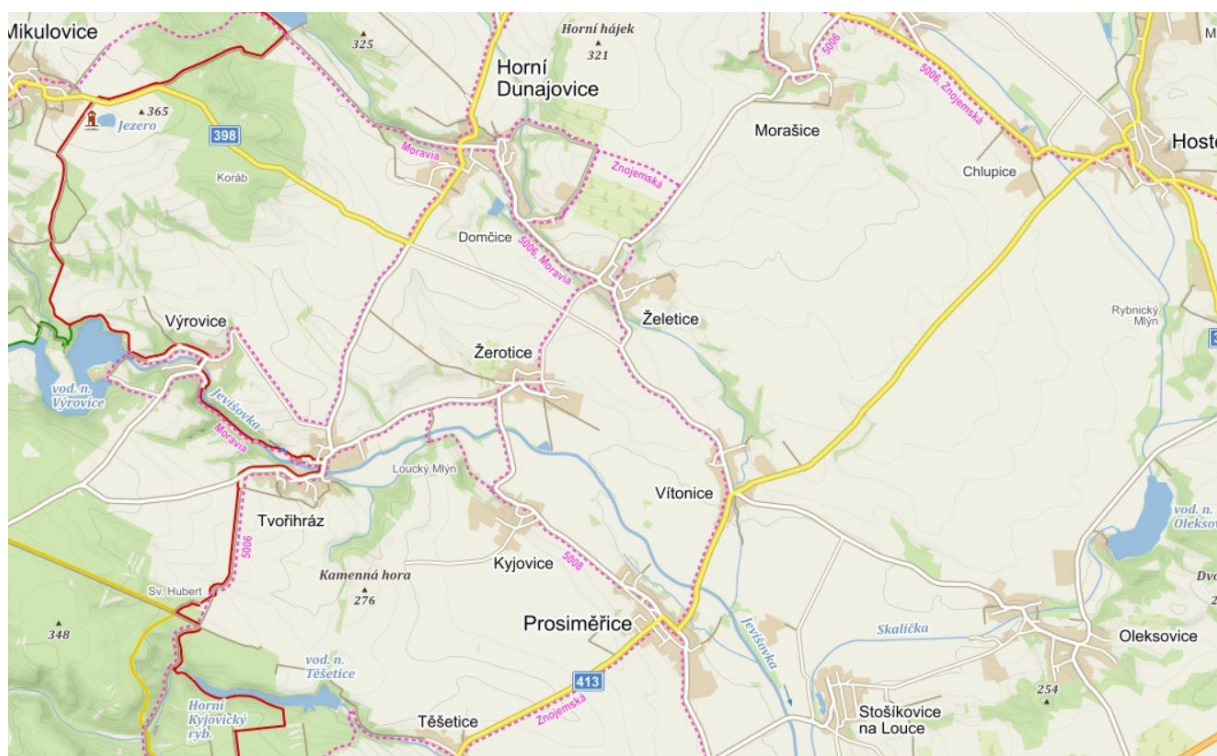 Mikulovice
325
Horní hájek
321
5006
Horní
Dunajovice
5006, Znojemská
365
Jezero
398
Morašice
Moravia
Chlupice
Koráb
Znojemská
Domčice
5006, Moravia
Rybnický
Mlýn
Výrovice
Želetice
Žerotice
vod. n.
Výrovice
Jevišovka
Moravia
Loucký Mlýn
Vítonice
Tvořihráz
5006
Kyjovice
5008
vod. n.
Kamenná hora
276
Sv. Hubert
Prosiměřice
Jevišovka
Skalička
Oleksovice
348
vod. n.
Těšetice
413
254
Horní
Kyjovický
ryb.
Znojemská
Těšetice
Stošíkovice
na Louce